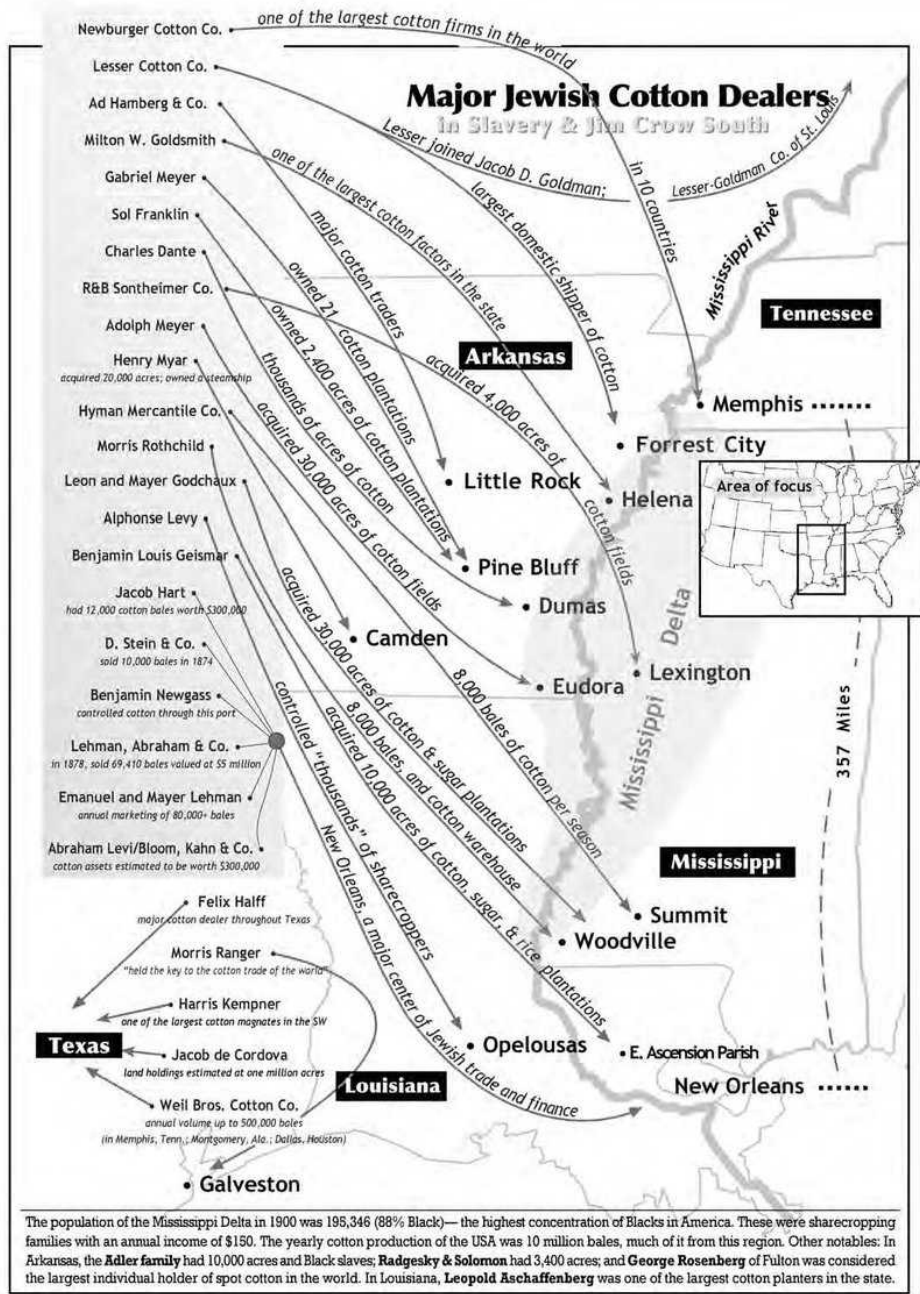 Newburger Cotton Co.
one of the largest cotton firms in the world
in 10 countries
Lesser Cotton Co.
Major Jewish Cotton Dealers
in Slavery & Jim Crow South
Ad Hamberg & Co.
Lesser joined Jacob D. Goldman;
Lesser-Goldman Co. of St. Louis
Milton W. Goldsmith
one of the largest cotton factors in the state
largest domestic shipper of cotton
Gabriel Meyer
major cotton traders
Sol Franklin
owned 21 cotton plantations
Charles Dante
owned 2,400 acres of cotton plantations
Mississippi River
R&B Sontheimer Co.
acquired 4,000 acres of
cotton fields
Tennessee
Adolph Meyer
thousands of acres of cotton
Arkansas
Henry Myar
acquired 20,000 acres; owned a steamship
acquired 30,000 acres of cotton fields
Hyman Mercantile Co.
Memphis
Morris Rothchild
Forrest City
Leon and Mayer Godchaux
Little Rock
Helena
Area of focus
Alphonse Levy
Benjamin Louis Geismar
Pine Bluff
Jacob Hart
had 12,000 cotton bales worth $300,000
Dumas
D. Stein & Co.
sold 10,000 bales in 1874
Camden
Mississippi Delta
Lexington
Eudora
Benjamin Newgass
controlled cotton through this port
8,000 bales of cotton per season
357 Miles
Lehman, Abraham & Co.
in 1878, sold 69,410 bales valued at $5 million
acquired 30,000 acres of cotton & sugar plantations
8,000 bales, and cotton warehouse
Emanuel and Mayer Lehman
annual marketing of 80,000+ bales
acquired 10,000 acres of cotton, sugar, & rice plantations
controlled "thousands" of sharecroppers
Abraham Levi/Bloom, Kahn & Co.
cotton assets estimated to be worth $300,000
New Orleans, a major center of Jewish trade and finance
Mississippi
Felix Halff
major cotton dealer throughout Texas
Summit
Woodville
Morris Ranger
"held the key to the cotton trade of the world"
Harris Kempner
one of the largest cotton magnates in the SW
Texas
Jacob de Cordova
land holdings estimated at one million acres
Opelousas
E. Ascension Parish
Louisiana
New Orleans
Weil Bros. Cotton Co.
annual volume up to 500,000 bales
(in Memphis, Tenn.; Montgomery, Ala.; Dallas, Houston)
Galveston
The population of the Mississippi Delta in 1900 was 195,346 (88% Black)— the highest concentration of Blacks in America. These were sharecropping
families with an annual income of $150. The yearly cotton production of the USA was 10 million bales, much of it from this region. Other notables: In
Arkansas, the Adler family had 10,000 acres and Black slaves; Radgesky & Solomon had 3,400 acres; and George Rosenberg of Fulton was considered
the largest individual holder of spot cotton in the world. In Louisiana, Leopold Aschaffenberg was one of the largest cotton planters in the state.